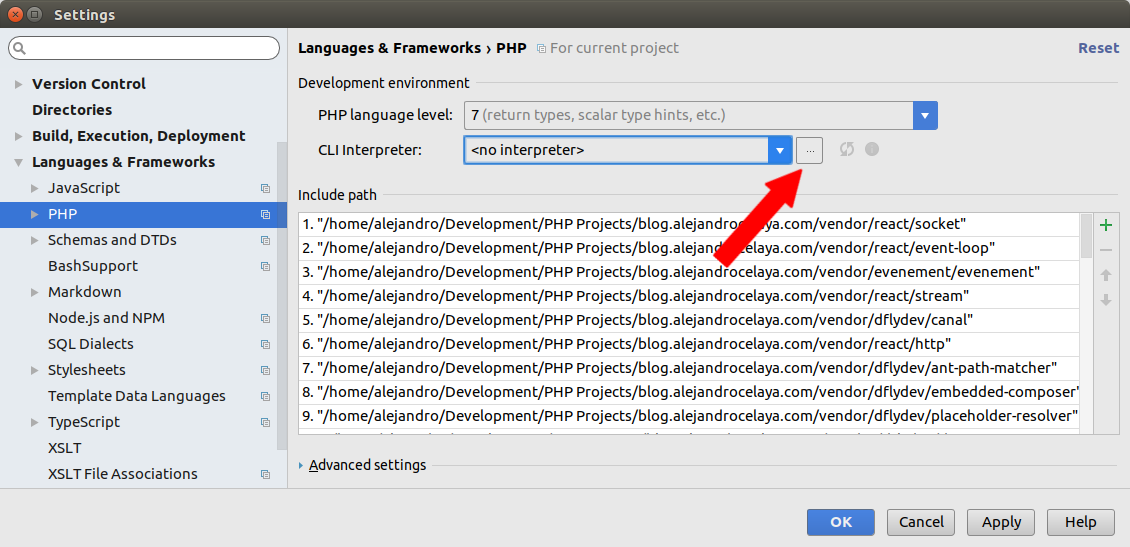 Settings
Version Control
Directories
Build, Execution, Deployment
Languages & Frameworks
JavaScript
PHP
Schemas and DTDs
BashSupport
Markdown
Node.js and NPM
SQL Dialects
Stylesheets
Template Data Languages
TypeScript
XSLT
XSLT File Associations
Languages & Frameworks › PHP For current project Reset
Development environment
PHP language level: 7 (return types, scalar type hints, etc.)
CLI Interpreter: <no interpreter> ...
Include path
1. "/home/alejandro/Development/PHP Projects/blog.alejandrocelaya.com/vendor/react/socket"
2. "/home/alejandro/Development/PHP Projects/blog.alejandrocelaya.com/vendor/react/event-loop"
3. "/home/alejandro/Development/PHP Projects/blog.alejandrocelaya.com/vendor/evenement/evenement"
4. "/home/alejandro/Development/PHP Projects/blog.alejandrocelaya.com/vendor/react/stream"
5. "/home/alejandro/Development/PHP Projects/blog.alejandrocelaya.com/vendor/dflydev/canal"
6. "/home/alejandro/Development/PHP Projects/blog.alejandrocelaya.com/vendor/react/http"
7. "/home/alejandro/Development/PHP Projects/blog.alejandrocelaya.com/vendor/dflydev/ant-path-matcher"
8. "/home/alejandro/Development/PHP Projects/blog.alejandrocelaya.com/vendor/dflydev/embedded-composer"
9. "/home/alejandro/Development/PHP Projects/blog.alejandrocelaya.com/vendor/dflydev/placeholder-resolver"
Advanced settings
OK Cancel Apply Help